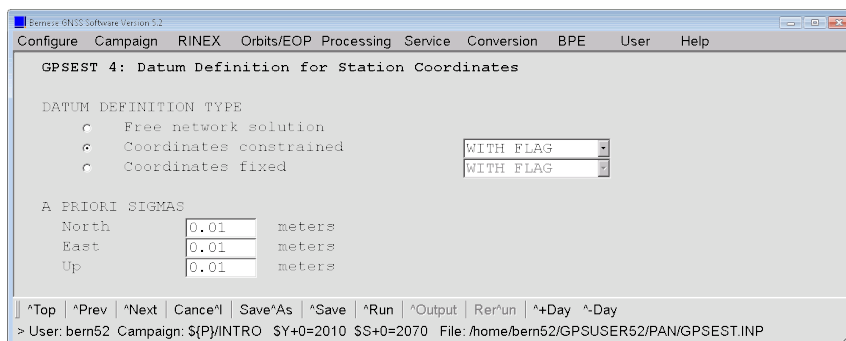 Bernese GNSS Software Version 5.2
Configure Campaign RINEX Orbits/EOP Processing Service Conversion BPE User Help
GPSEST 4: Datum Definition for Station Coordinates
DATUM DEFINITION TYPE
Free network solution
Coordinates constrained WITH FLAG
Coordinates fixed WITH FLAG
A PRIORI SIGMAS
North 0.01 meters
East 0.01 meters
Up 0.01 meters
^Top ^Prev ^Next Cance^l Save^As ^Save ^Run ^Output Rer^un ^+Day ^-Day
> User: bern52 Campaign: ${P}/INTRO $Y+0=2010 $S+0=2070 File: /home/bern52/GPSUSER52/PAN/GPSEST.INP